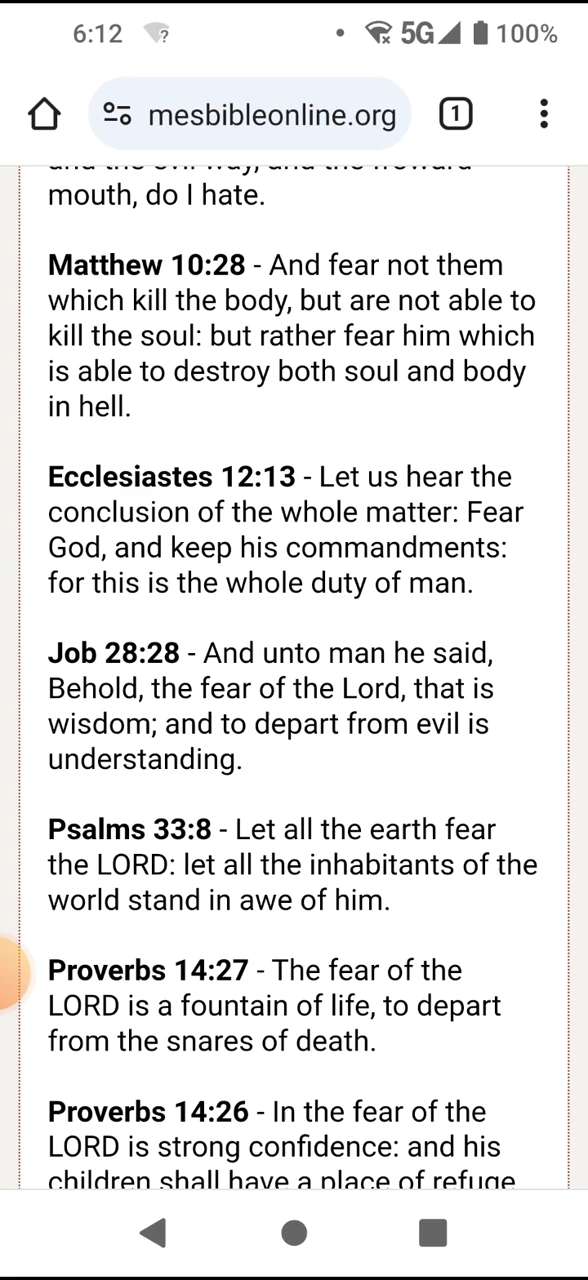 6:12
5G 100%
mesbibleonline.org
1
mouth, do I hate.
Matthew 10:28 - And fear not them
which kill the body, but are not able to
kill the soul: but rather fear him which
is able to destroy both soul and body
in hell.
Ecclesiastes 12:13 - Let us hear the
conclusion of the whole matter: Fear
God, and keep his commandments:
for this is the whole duty of man.
Job 28:28 - And unto man he said,
Behold, the fear of the Lord, that is
wisdom; and to depart from evil is
understanding.
Psalms 33:8 - Let all the earth fear
the LORD: let all the inhabitants of the
world stand in awe of him.
Proverbs 14:27 - The fear of the
LORD is a fountain of life, to depart
from the snares of death.
Proverbs 14:26 - In the fear of the
LORD is strong confidence: and his
children shall have a place of refuge